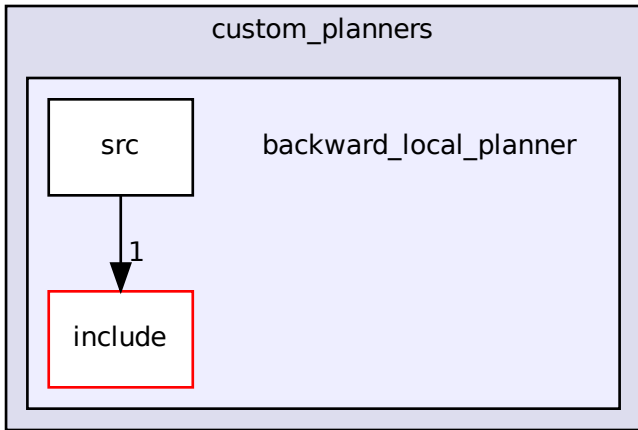 custom_planners
src
backward_local_planner
1
include